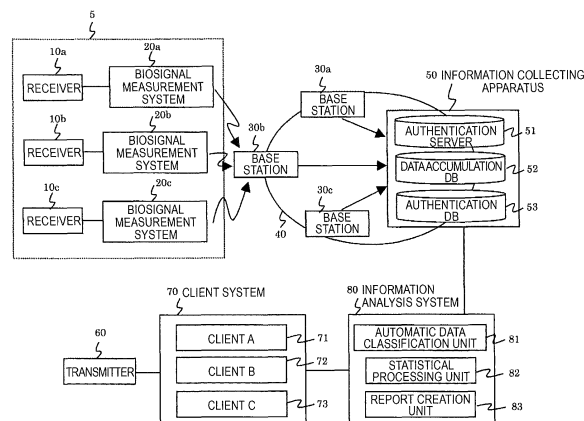 5
10a
20a
RECEIVER
BIOSIGNAL
MEASUREMENT
SYSTEM
10b
20b
RECEIVER
BIOSIGNAL
MEASUREMENT
SYSTEM
10c
20c
RECEIVER
BIOSIGNAL
MEASUREMENT
SYSTEM
30a
BASE
STATION
30b
BASE
STATION
30c
BASE
STATION
40
50 INFORMATION COLLECTING
APPARATUS
AUTHENTICATION
SERVER
51
DATA ACCUMULATION
DB
52
AUTHENTICATION
DB
53
60
TRANSMITTER
70 CLIENT SYSTEM
CLIENT A
71
CLIENT B
72
CLIENT C
73
80 INFORMATION
ANALYSIS SYSTEM
AUTOMATIC DATA
CLASSIFICATION UNIT
81
STATISTICAL
PROCESSING UNIT
82
REPORT CREATION
UNIT
83